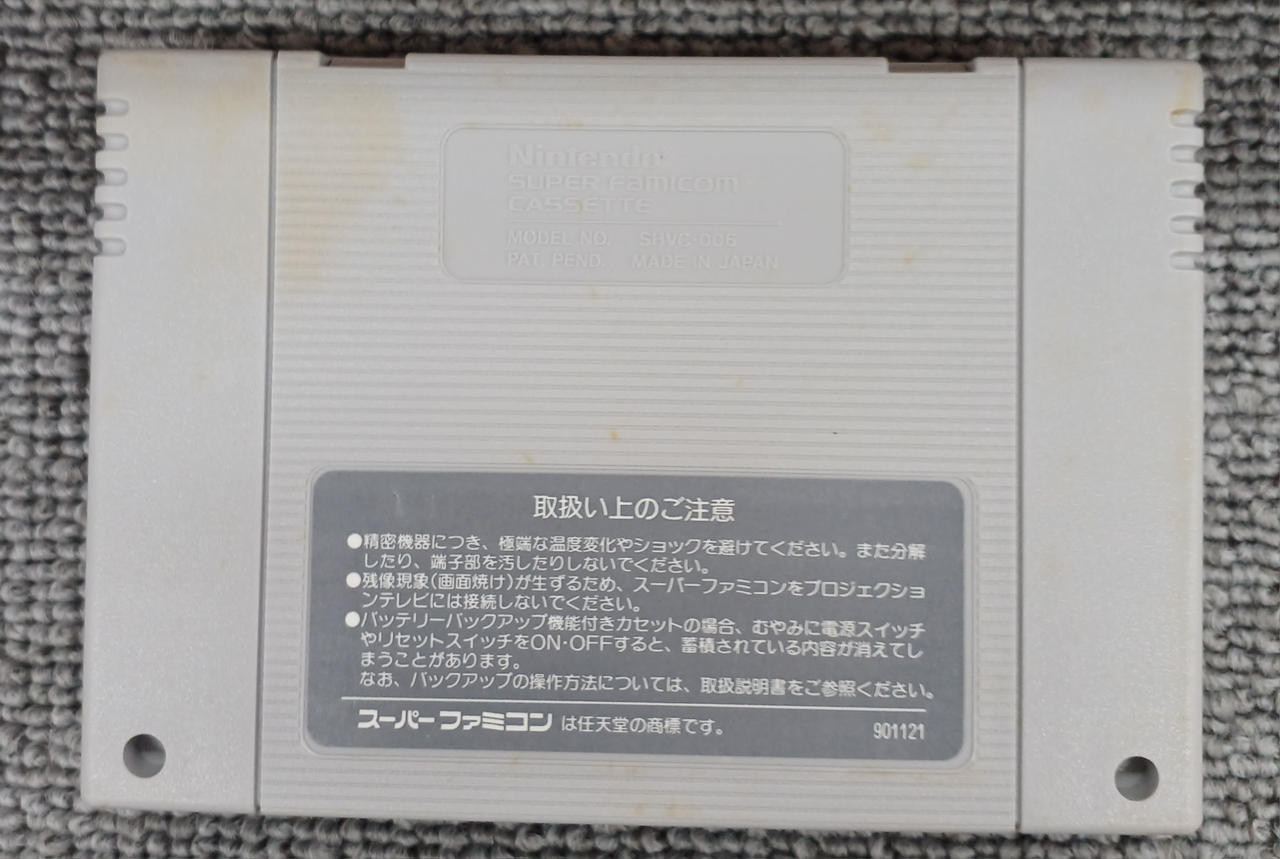 Nintendo
SUPER FAMICOM
CASSETTE
MODEL NO. SHVC-006
PAT. PEND. MADE IN JAPAN
取扱い上のご注意
●精密機器につき、極端な温度変化やショックを避けてください。また分解
したり、端子部を汚したりしないでください。
●残像現象(画面焼け)が生ずるため、スーパーファミコンをプロジェクショ
ンテレビには接続しないでください。
●バッテリーバックアップ機能付きカセットの場合、むやみに電源スイッチ
やリセットスイッチをON・OFFすると、蓄積されている内容が消えてし
まうことがあります。
なお、バックアップの操作方法については、取扱説明書をご参照ください。
スーパーファミコン は任天堂の商標です。 901121